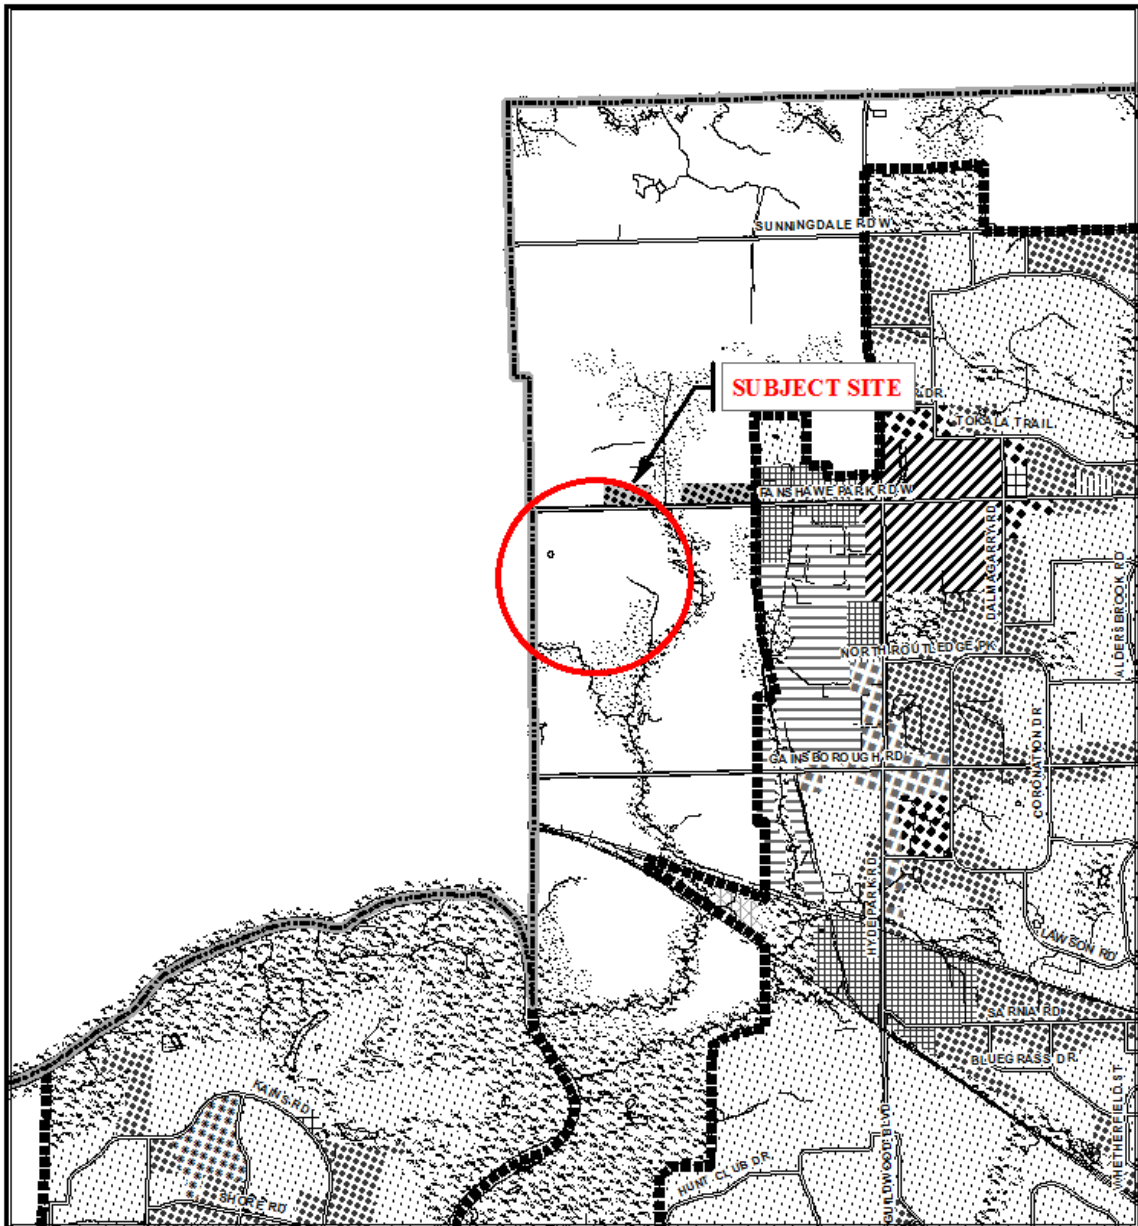 SUNNINGDALE RD W
SUBJECT SITE
R DR
TOKALA TRAIL
FANSHAWE PARK RD W
DALMAGARRY RD
ALDERSBROOK RD
NORTH ROUTLEDGE PK
CORONATION DR
GAINSBOROUGH RD
HYDE PARK RD
LAWSON RD
SARNIA RD
BLUEGRASS DR
KAINS RD
WHETHERFIELD ST
HUNT CLUB DR
GUILDWOOD BLVD
SHORE RD